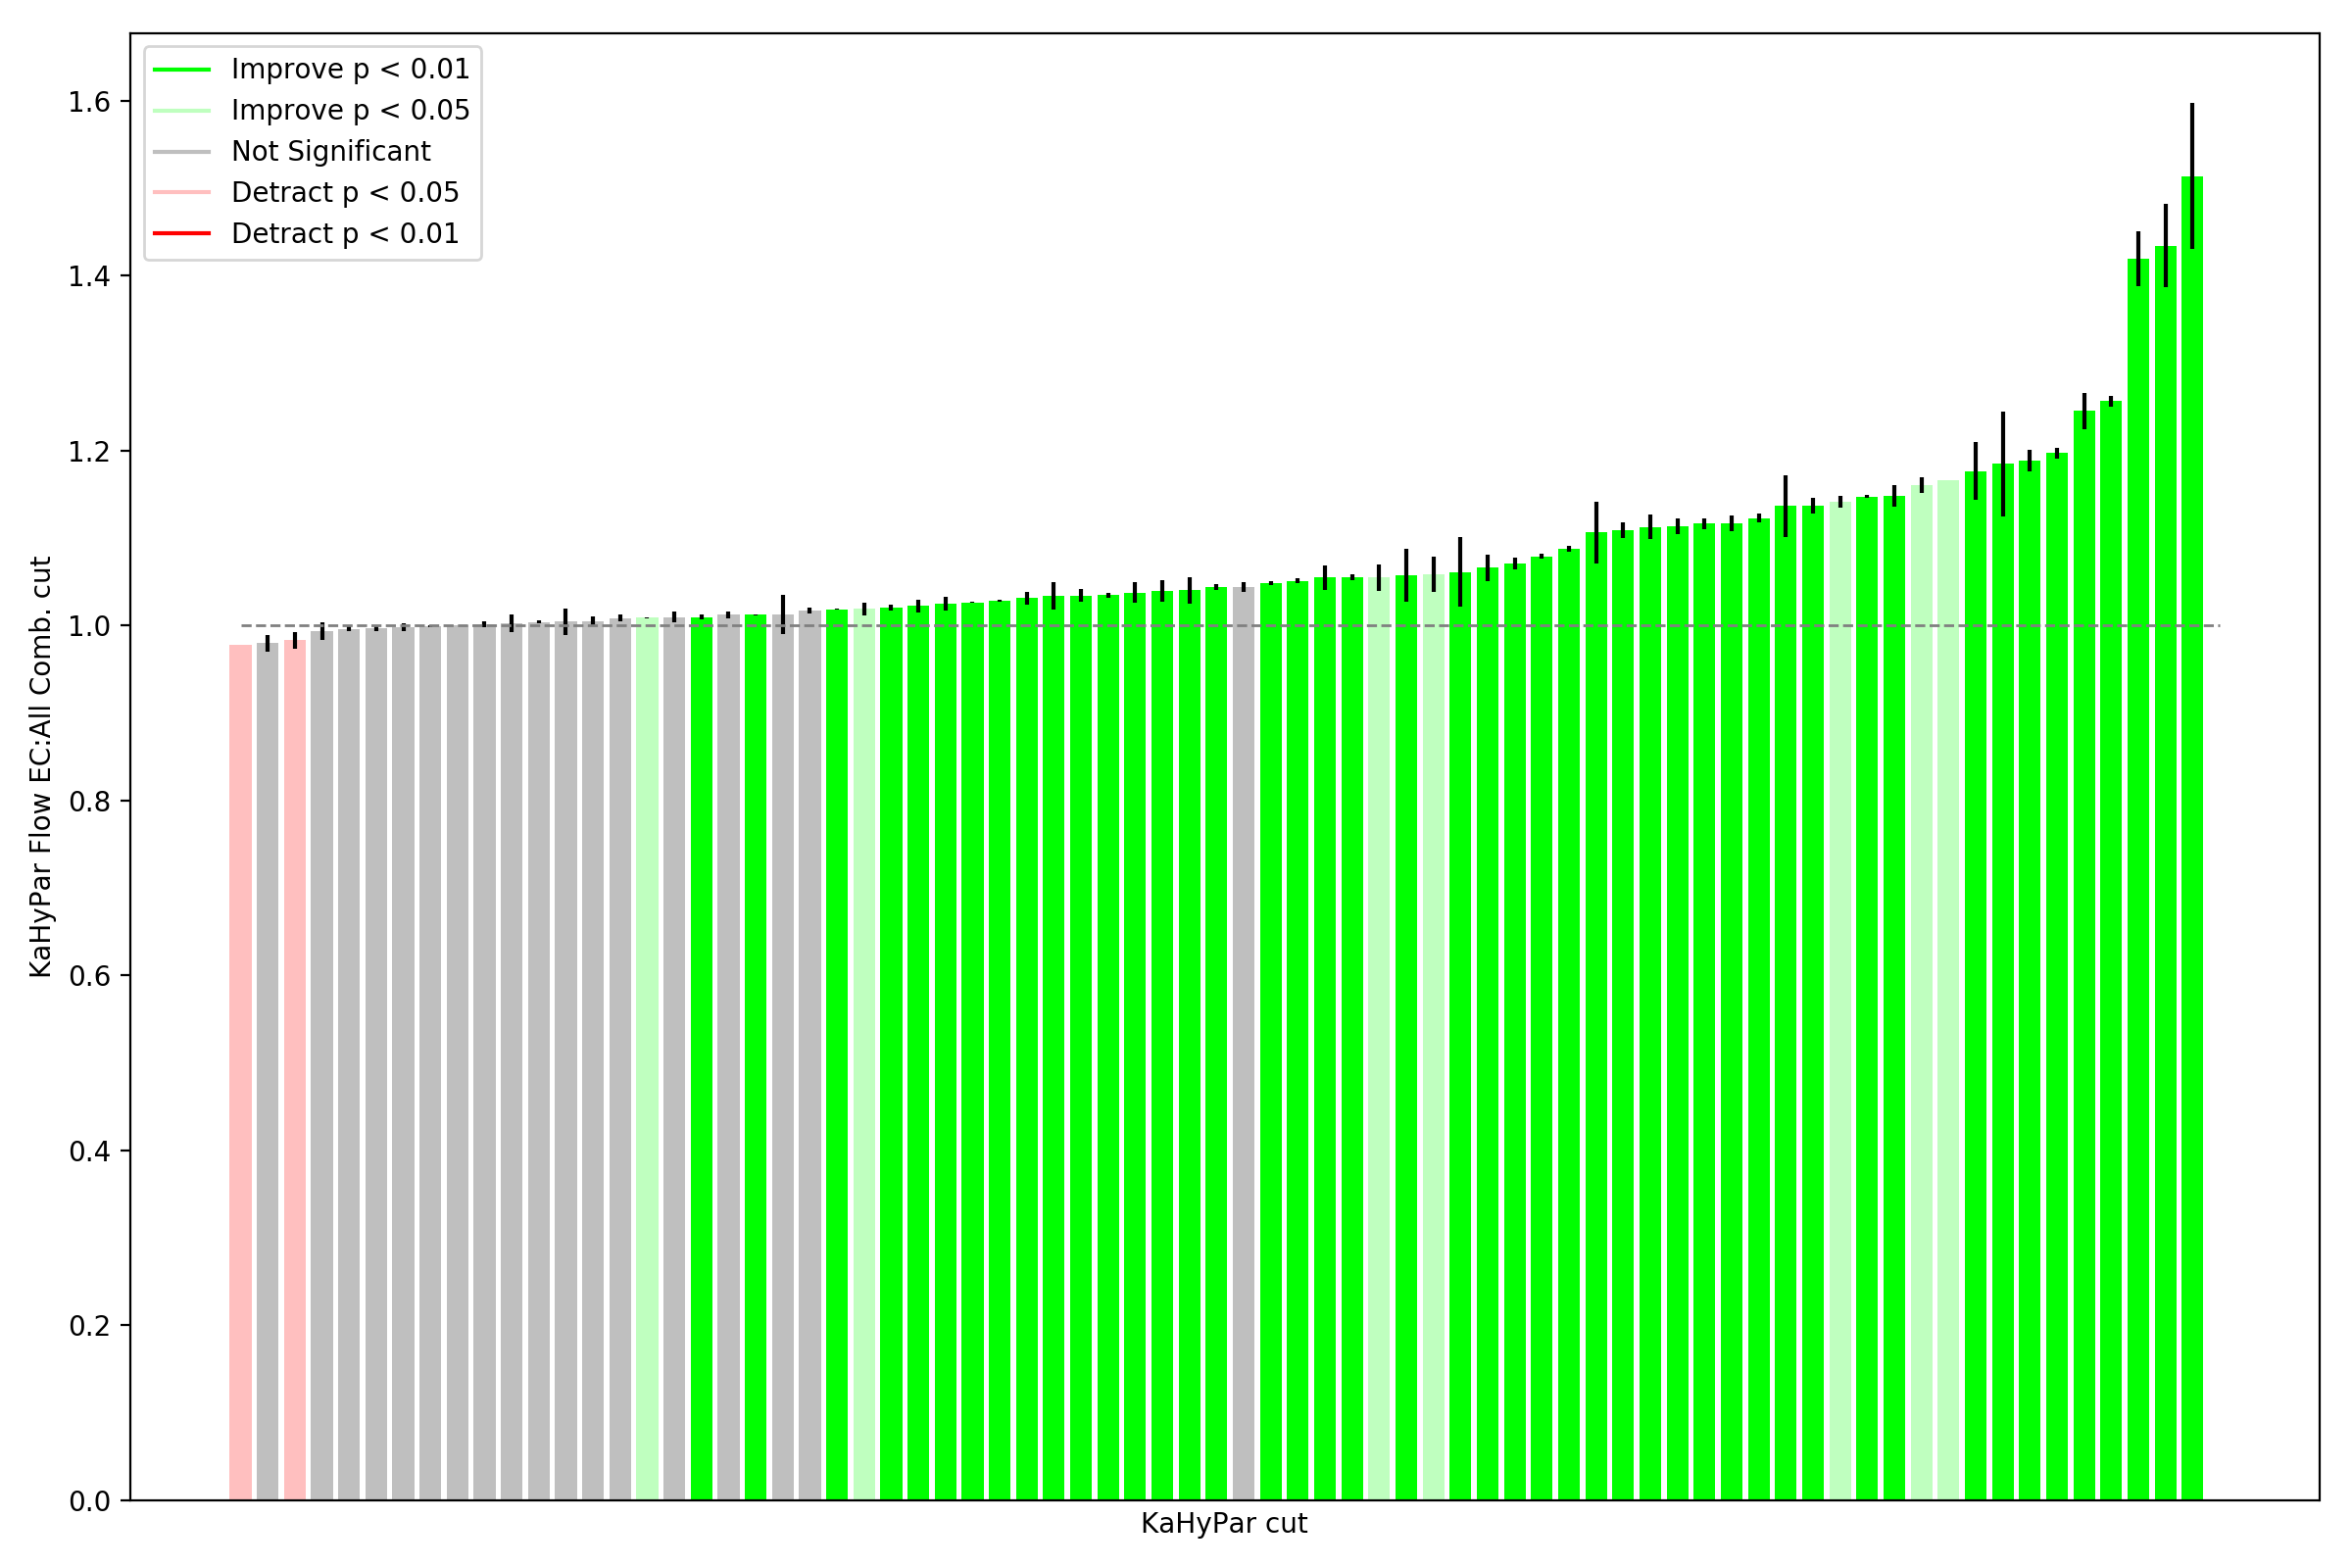 Improve p < 0.01
Improve p < 0.05
Not Significant
Detract p < 0.05
Detract p < 0.01
1.6
1.4
1.2
1.0
0.8
0.6
0.4
0.2
0.0
KaHyPar Flow EC:All Comb. cut
KaHyPar cut